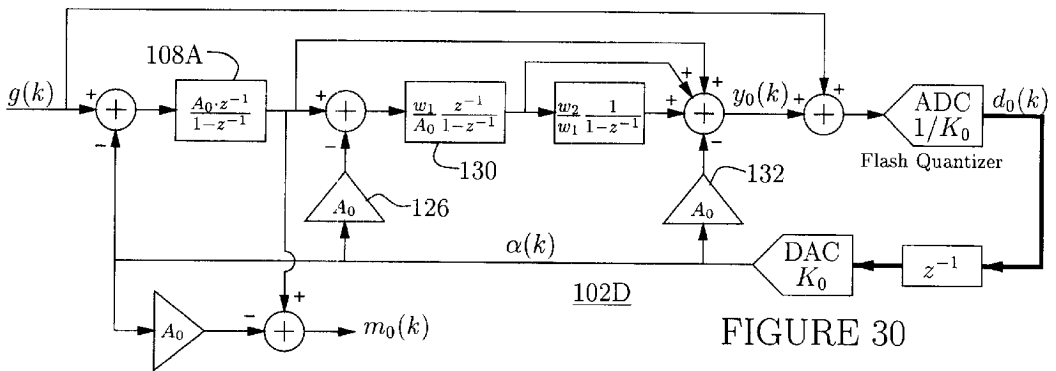 108A
g(k)
+
+
−
A₀·z⁻¹
1−z⁻¹
+
+
−
w₁ z⁻¹
A₀ 1−z⁻¹
130
w₂ 1
w₁ 1−z⁻¹
+
+
+
+
−
y₀(k)
+
+
+
ADC
1/K₀
d₀(k)
Flash Quantizer
A₀
126
A₀
132
α(k)
DAC
K₀
z⁻¹
102D
A₀
−
+
+
m₀(k)
FIGURE 30